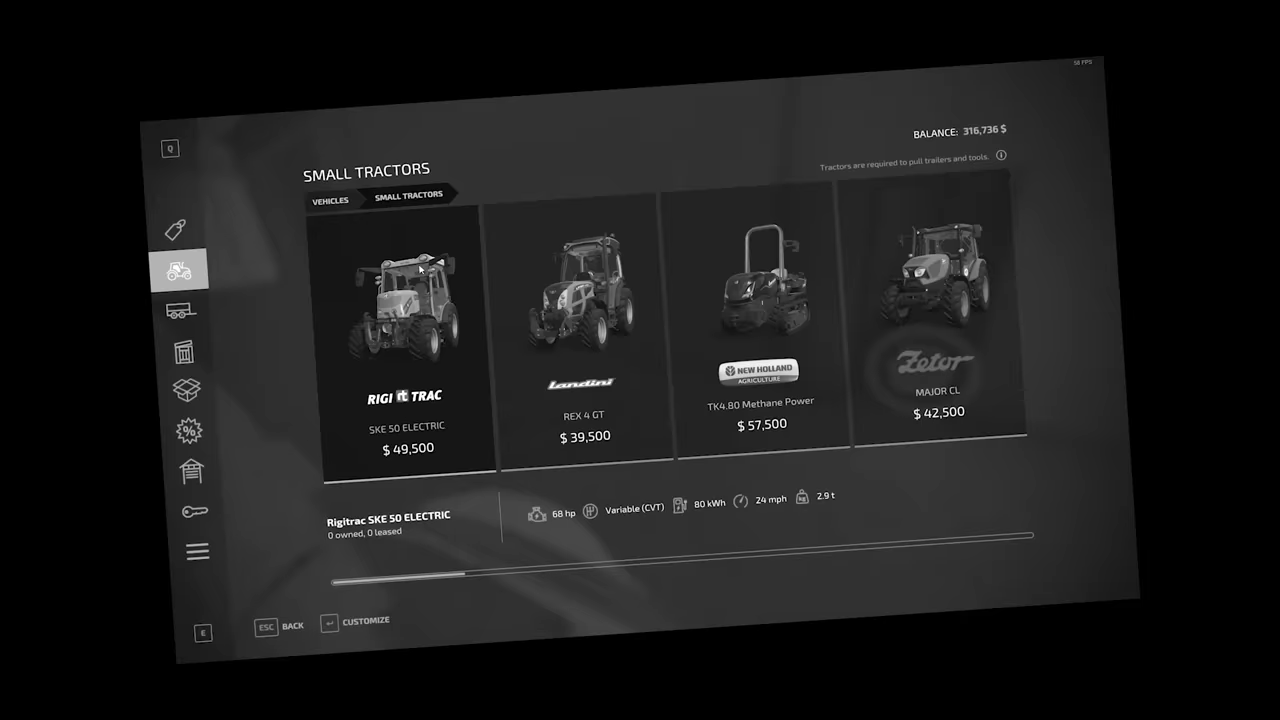 58 FPS
Q
BALANCE: 316,736 $
SMALL TRACTORS
Tractors are required to pull trailers and tools.
VEHICLES SMALL TRACTORS
RIGI rt TRAC
SKE 50 ELECTRIC
$ 49,500
Landini
REX 4 GT
$ 39,500
NEW HOLLAND
AGRICULTURE
TK4.80 Methane Power
$ 57,500
Zetor
MAJOR CL
$ 42,500
Rigitrac SKE 50 ELECTRIC
0 owned, 0 leased
68 hp Variable (CVT) 80 kWh 24 mph kg 2.9 t
E
ESC BACK CUSTOMIZE